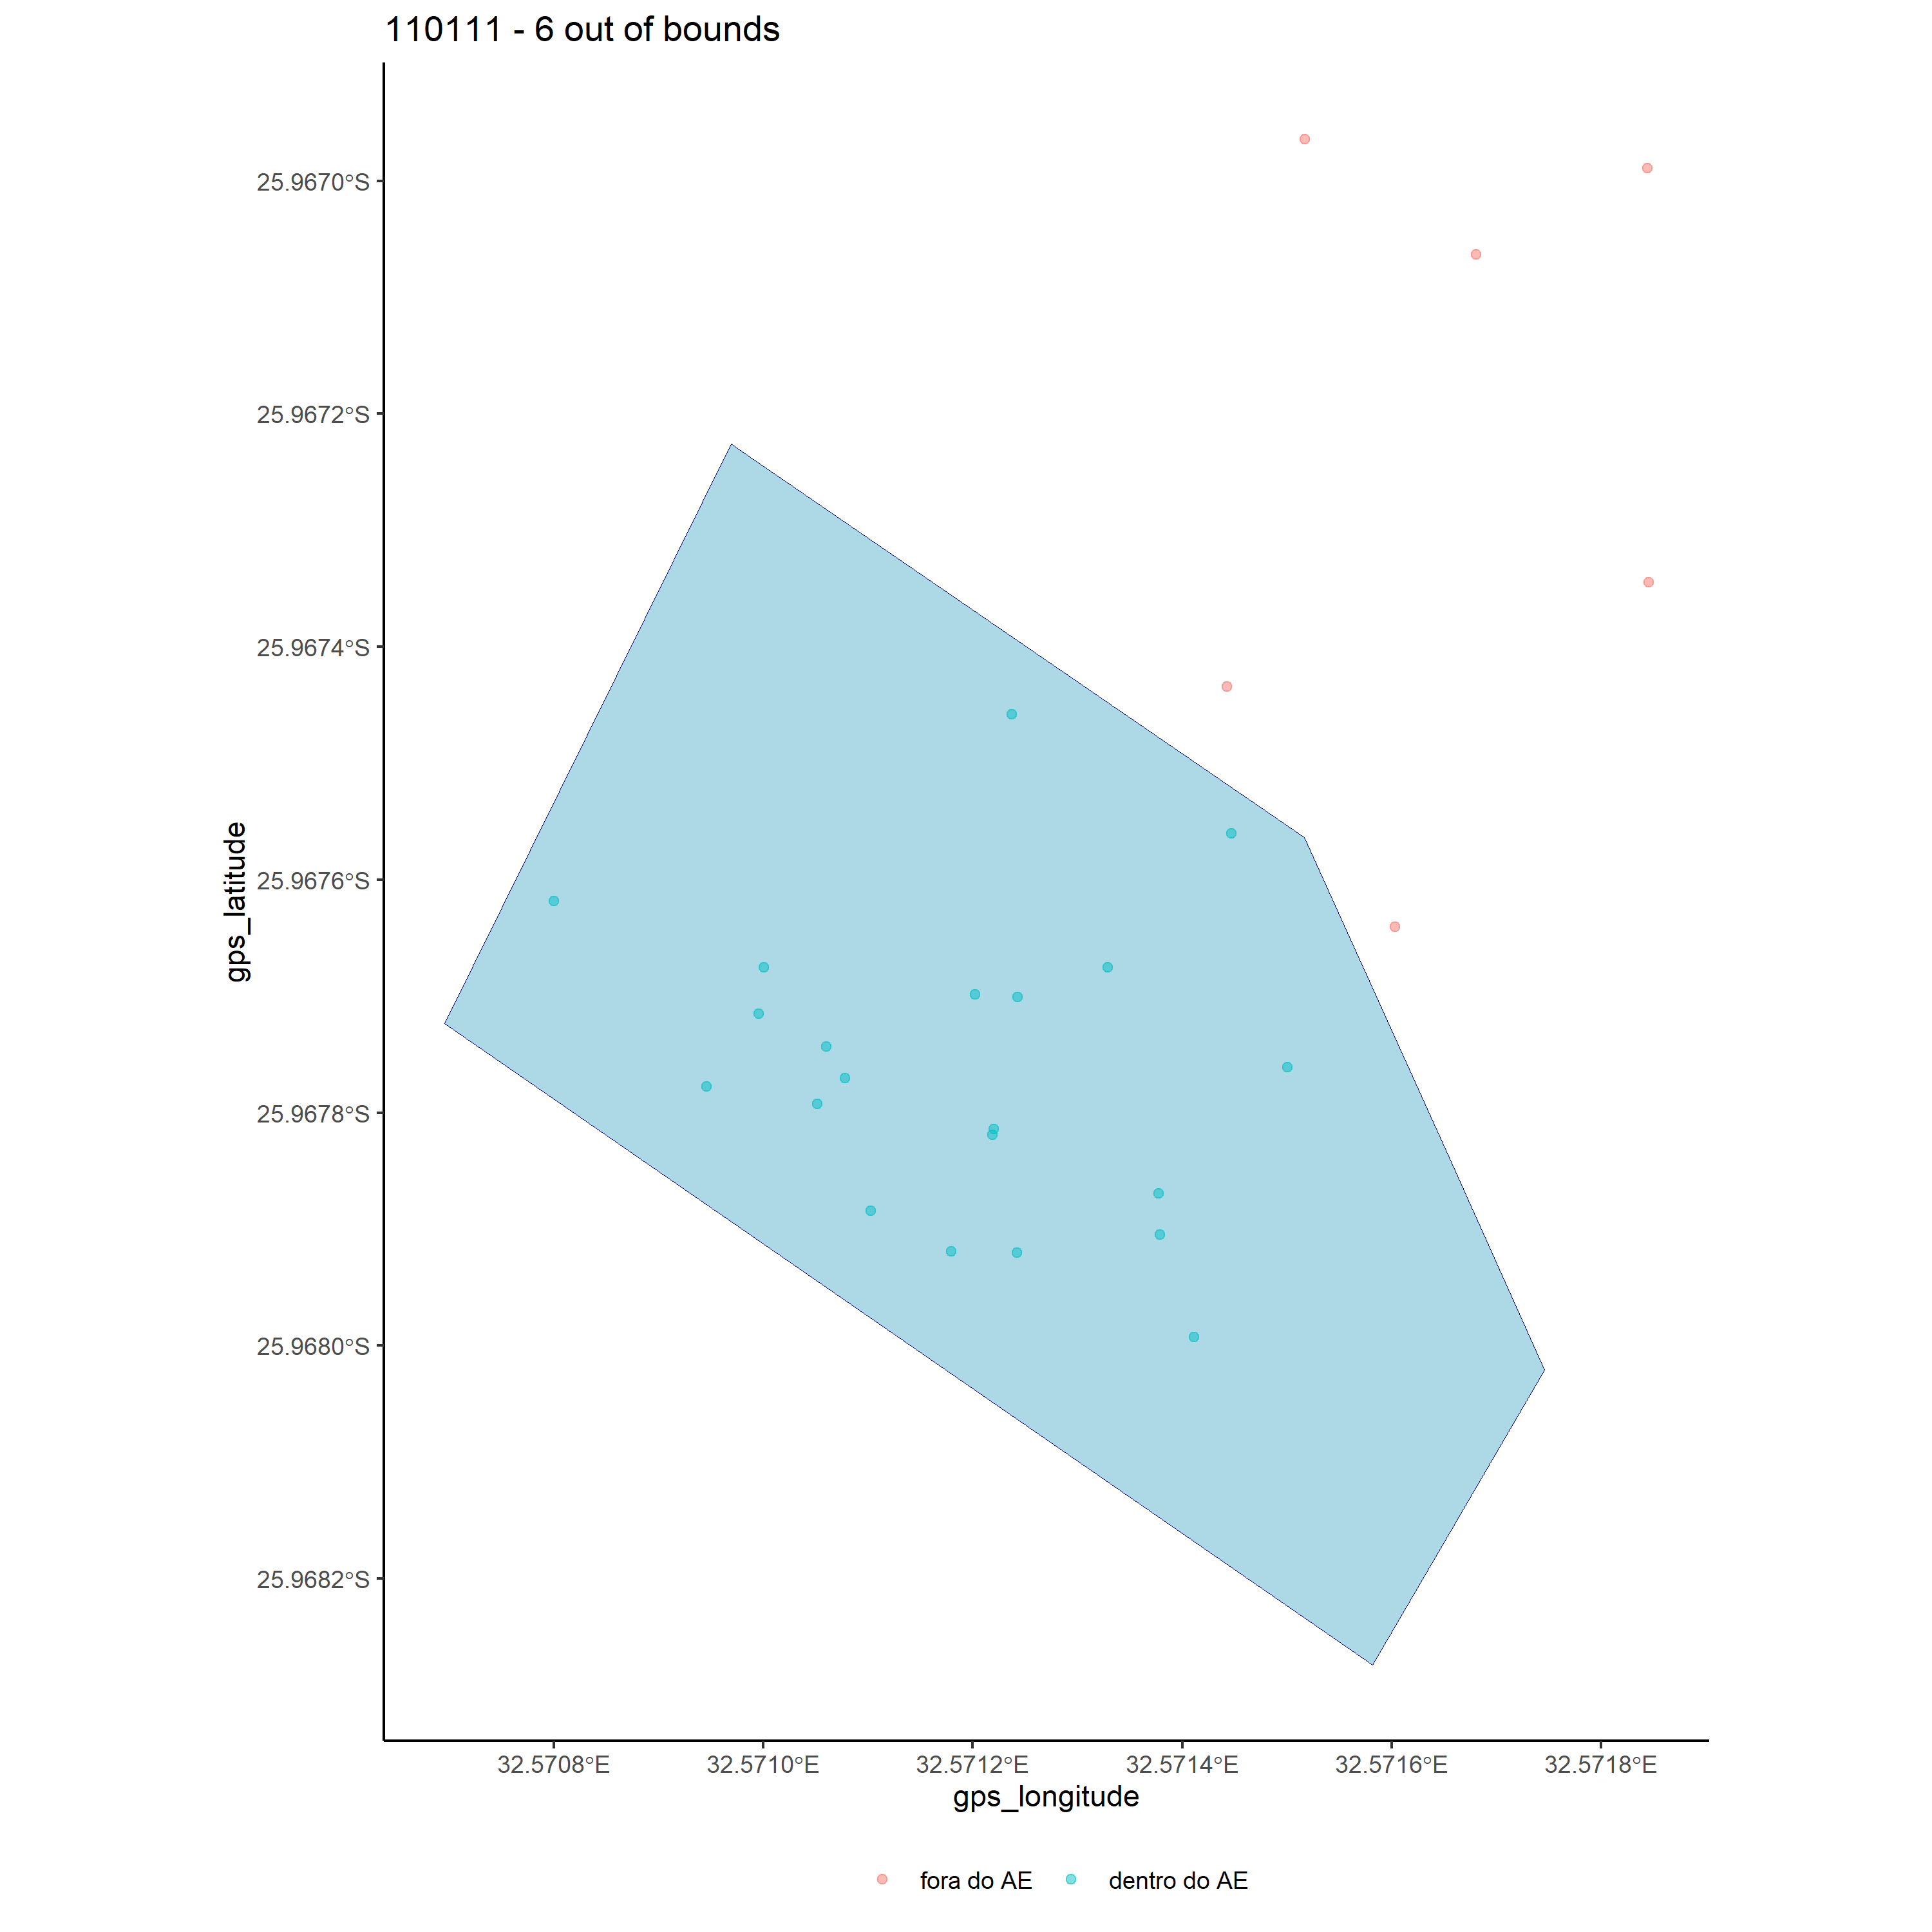 110111 - 6 out of bounds
25.9670°S
25.9672°S
25.9674°S
25.9676°S
25.9678°S
25.9680°S
25.9682°S
gps_latitude
32.5708°E 32.5710°E 32.5712°E 32.5714°E 32.5716°E 32.5718°E
gps_longitude
fora do AE dentro do AE